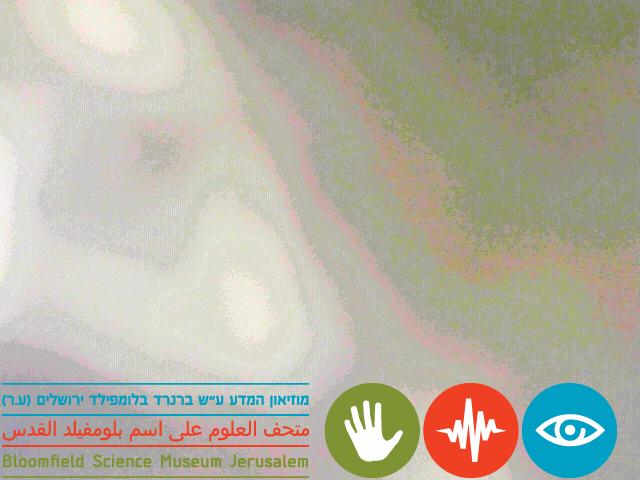 מוזיאון המדע ע״ש ברנרד בלומפילד ירושלים (ע.ר)
متحف العلوم على اسم بلومفيلد القدس
Bloomfield Science Museum Jerusalem